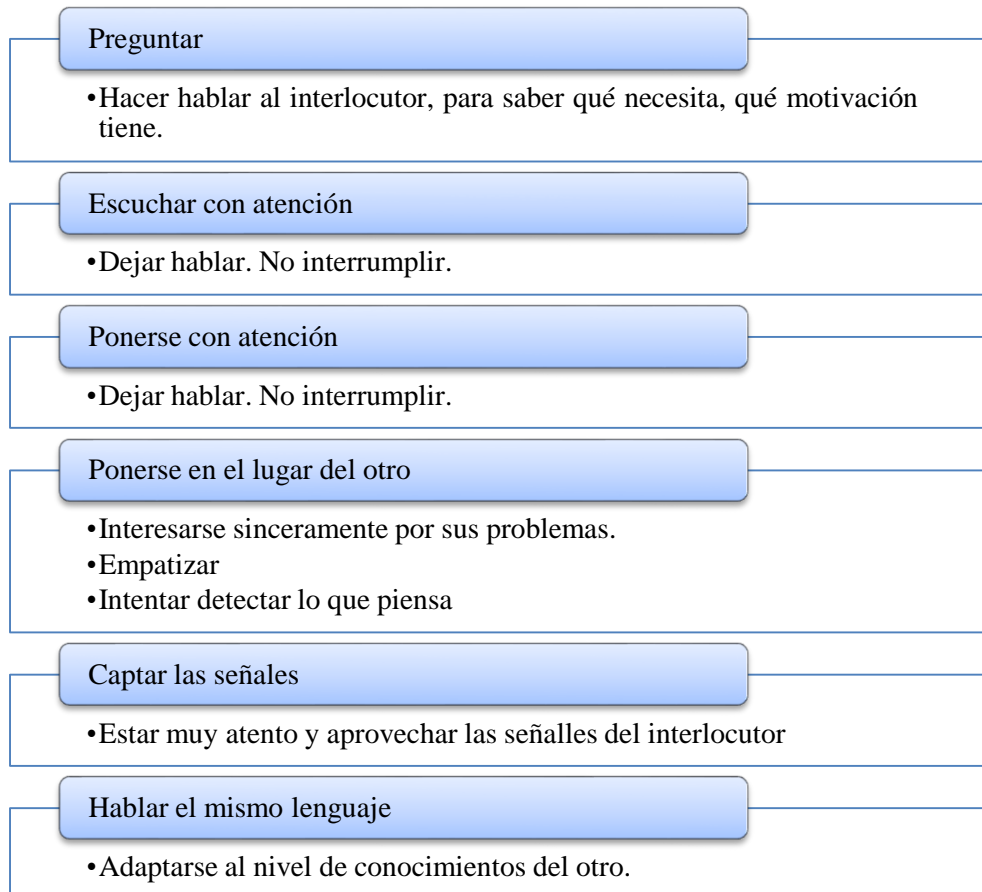 Preguntar
•Hacer hablar al interlocutor, para saber qué necesita, qué motivación
tiene.
Escuchar con atención
•Dejar hablar. No interrumplir.
Ponerse con atención
•Dejar hablar. No interrumplir.
Ponerse en el lugar del otro
•Interesarse sinceramente por sus problemas.
•Empatizar
•Intentar detectar lo que piensa
Captar las señales
•Estar muy atento y aprovechar las señalles del interlocutor
Hablar el mismo lenguaje
•Adaptarse al nivel de conocimientos del otro.